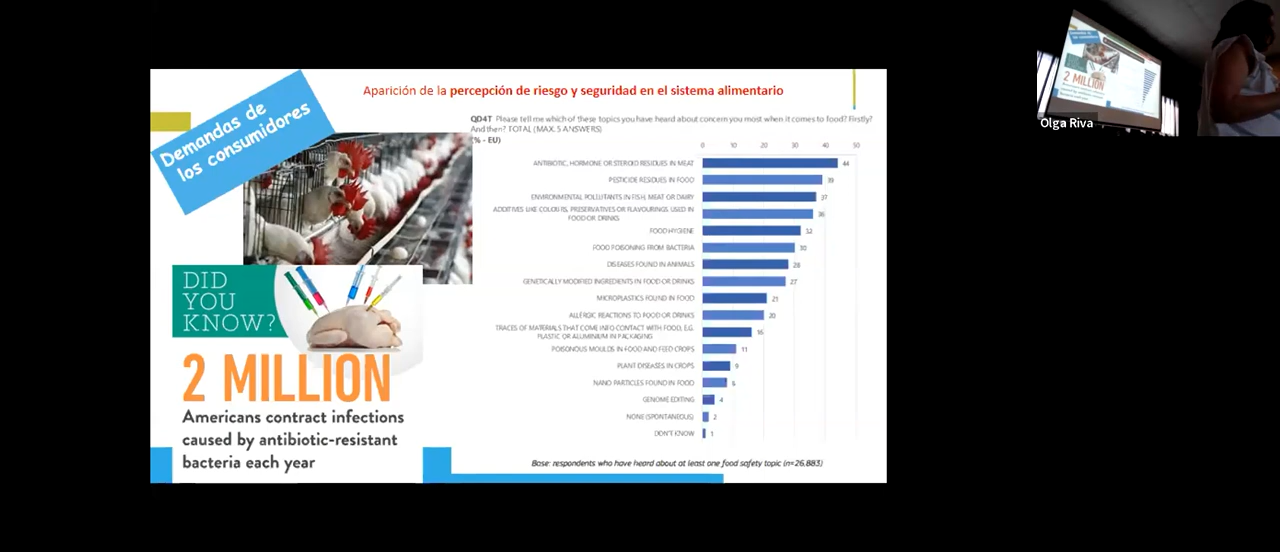 Demandas de
los consumidores
Aparición de la percepción de riesgo y seguridad en el sistema alimentario
QD4T Please tell me which of these topics you have heard about concern you most when it comes to food? Firstly?
And then? TOTAL (MAX. 5 ANSWERS)
(% - EU)
0 10 20 30 40 50
ANTIBIOTIC, HORMONE OR STEROID RESIDUES IN MEAT 44
PESTICIDE RESIDUES IN FOOD 39
ENVIRONMENTAL POLLUTANTS IN FISH, MEAT OR DAIRY 37
ADDITIVES LIKE COLOURS, PRESERVATIVES OR FLAVOURINGS USED IN
FOOD OR DRINKS 36
FOOD HYGIENE 32
FOOD POISONING FROM BACTERIA 30
DISEASES FOUND IN ANIMALS 28
GENETICALLY MODIFIED INGREDIENTS IN FOOD OR DRINKS 27
MICROPLASTICS FOUND IN FOOD 21
ALLERGIC REACTIONS TO FOOD OR DRINKS 20
TRACES OF MATERIALS THAT COME INTO CONTACT WITH FOOD, E.G.
PLASTIC OR ALUMINIUM IN PACKAGING 16
POISONOUS MOULDS IN FOOD AND FEED CROPS 11
PLANT DISEASES IN CROPS 9
NANO PARTICLES FOUND IN FOOD
GENOME EDITING 4
NONE (SPONTANEOUS) 2
DON'T KNOW 1
Base: respondents who have heard about at least one food safety topic (n=26,883)
DID
YOU
KNOW?
2 MILLION
Americans contract infections
caused by antibiotic-resistant
bacteria each year
Olga Riva
2 MILLION